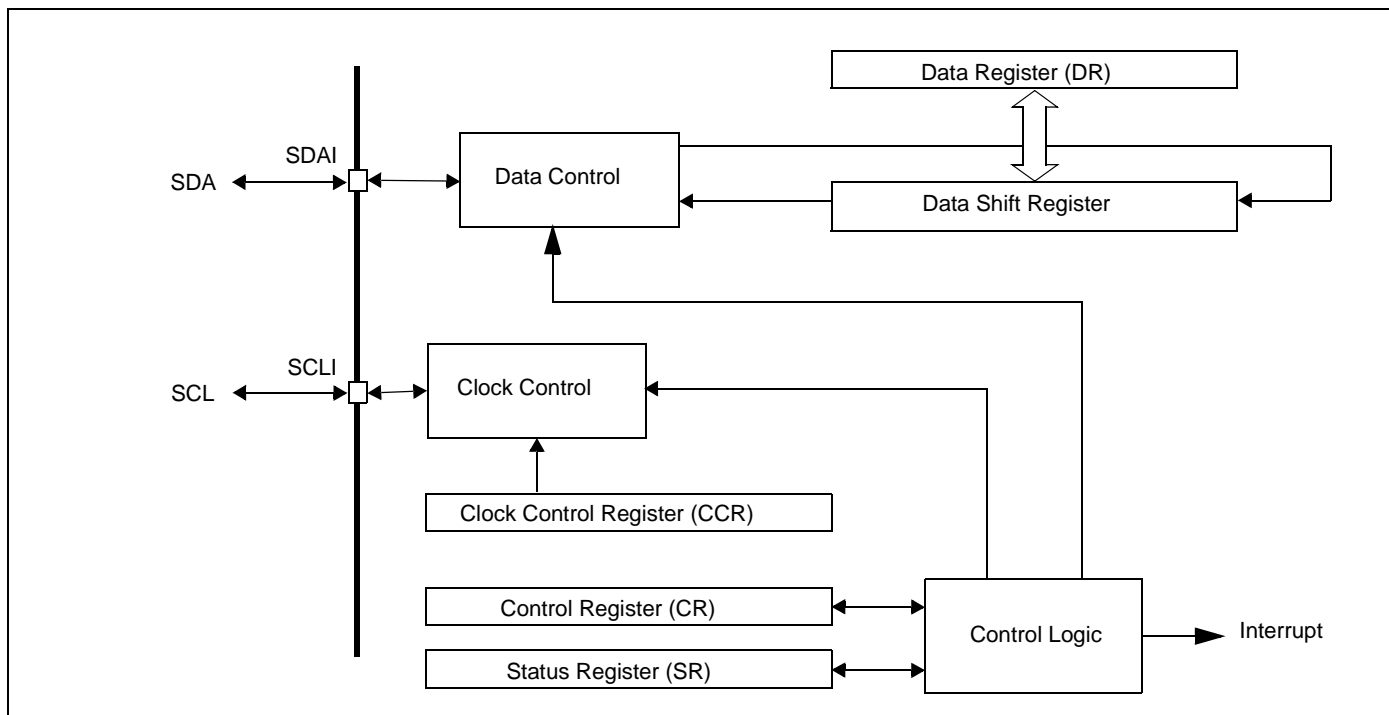 Data Register (DR)
SDAI
SDA
Data Control
Data Shift Register
SCLI
SCL
Clock Control
Clock Control Register (CCR)
Control Register (CR)
Control Logic
Interrupt
Status Register (SR)